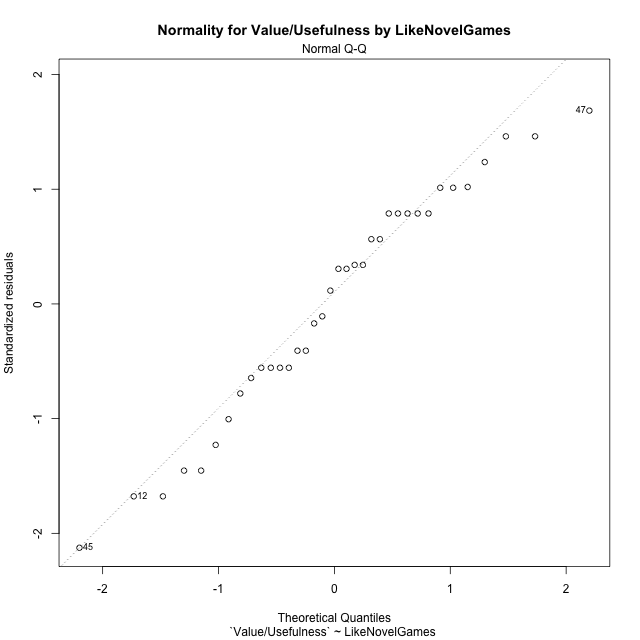 Normality for Value/Usefulness by LikeNovelGames
Normal Q-Q
2
47
1
0
-1
12
-2
45
Standardized residuals
-2 -1 0 1 2
Theoretical Quantiles
`Value/Usefulness` ~ LikeNovelGames